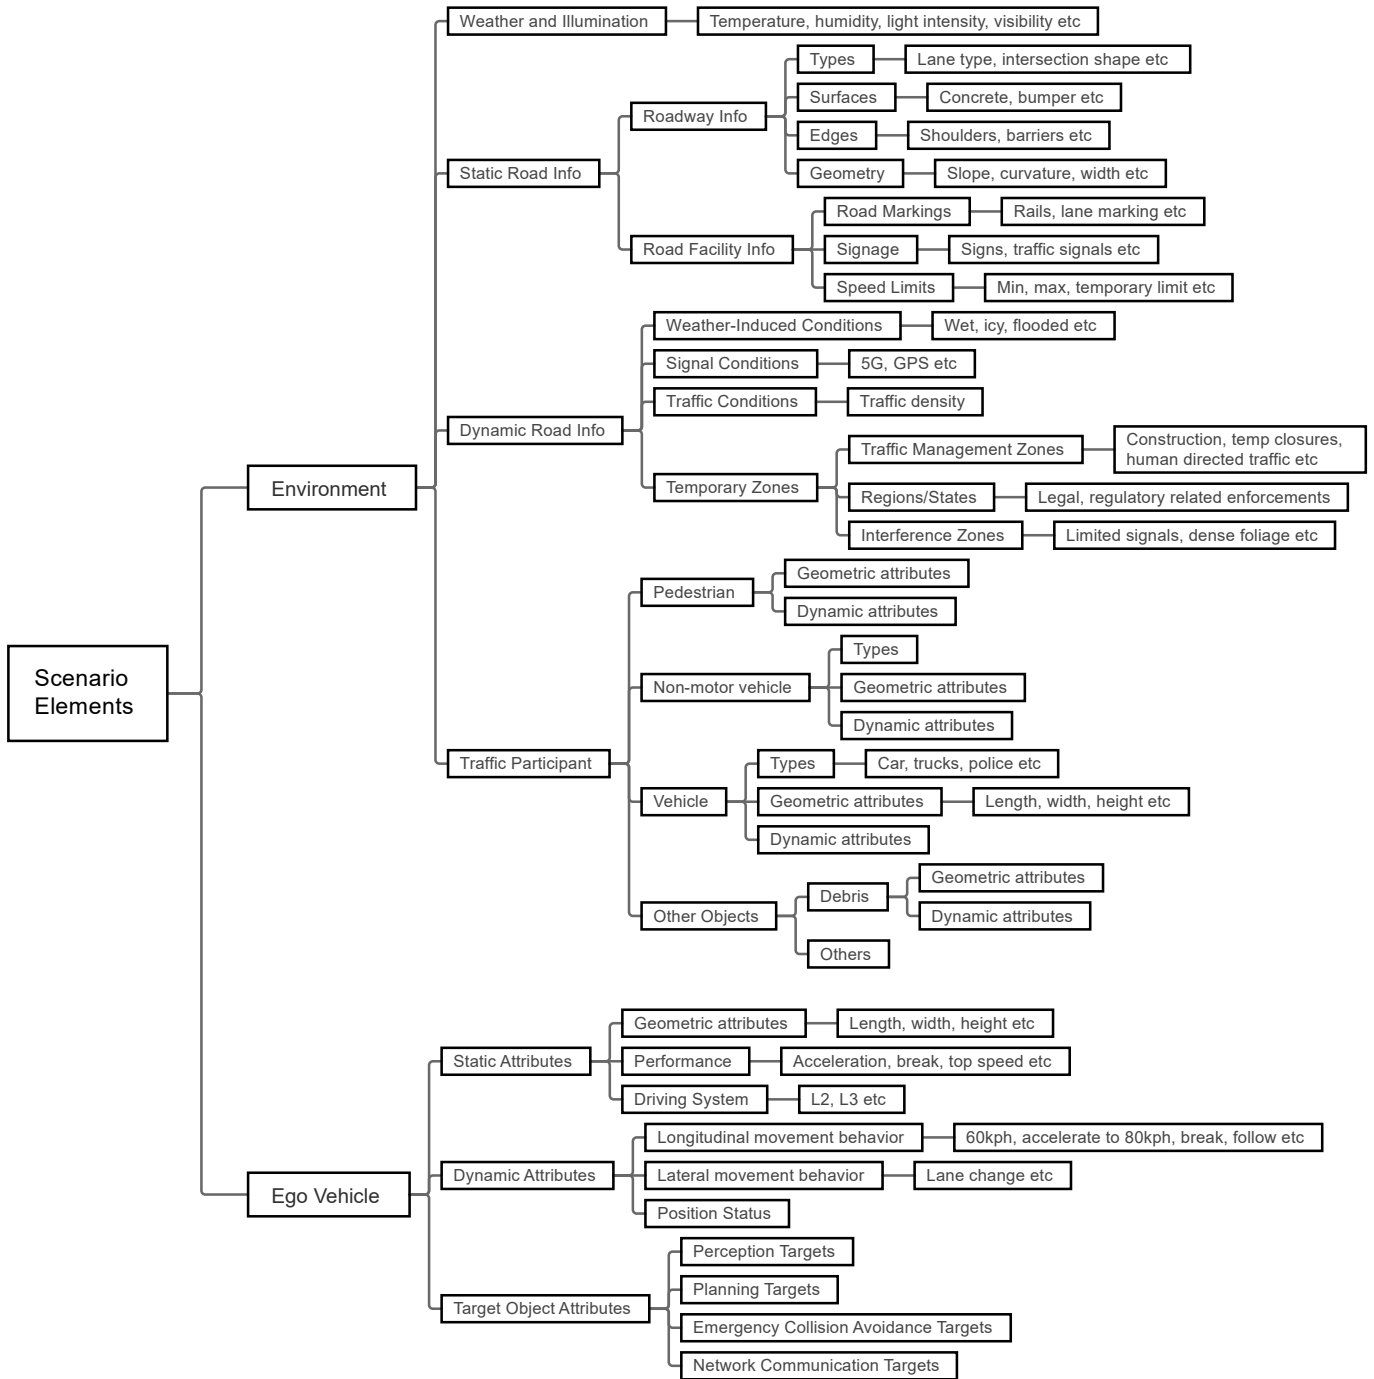 Weather and Illumination
Temperature, humidity, light intensity, visibility etc
Types
Lane type, intersection shape etc
Surfaces
Concrete, bumper etc
Roadway Info
Edges
Shoulders, barriers etc
Static Road Info
Geometry
Slope, curvature, width etc
Road Markings
Rails, lane marking etc
Road Facility Info
Signage
Signs, traffic signals etc
Speed Limits
Min, max, temporary limit etc
Weather-Induced Conditions
Wet, icy, flooded etc
Signal Conditions
5G, GPS etc
Traffic Conditions
Traffic density
Dynamic Road Info
Traffic Management Zones
Construction, temp closures,
human directed traffic etc
Environment
Temporary Zones
Regions/States
Legal, regulatory related enforcements
Interference Zones
Limited signals, dense foliage etc
Pedestrian
Geometric attributes
Dynamic attributes
Scenario
Elements
Types
Non-motor vehicle
Geometric attributes
Dynamic attributes
Traffic Participant
Types
Car, trucks, police etc
Vehicle
Geometric attributes
Length, width, height etc
Dynamic attributes
Other Objects
Debris
Geometric attributes
Dynamic attributes
Others
Geometric attributes
Length, width, height etc
Static Attributes
Performance
Acceleration, break, top speed etc
Driving System
L2, L3 etc
Longitudinal movement behavior
60kph, accelerate to 80kph, break, follow etc
Ego Vehicle
Dynamic Attributes
Lateral movement behavior
Lane change etc
Position Status
Perception Targets
Planning Targets
Target Object Attributes
Emergency Collision Avoidance Targets
Network Communication Targets